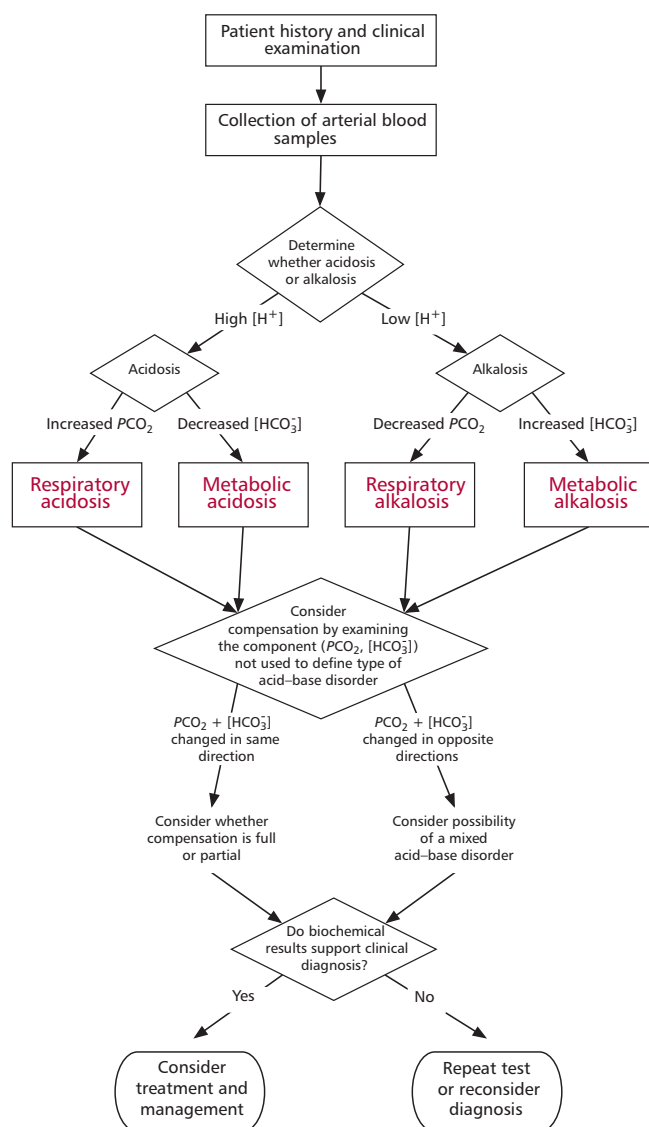 Patient history and clinical
examination
Collection of arterial blood
samples
Determine
whether acidosis
or alkalosis
High [H⁺]
Low [H⁺]
Acidosis
Alkalosis
Increased PCO₂
Decreased [HCO₃⁻]
Decreased PCO₂
Increased [HCO₃⁻]
Respiratory
acidosis
Metabolic
acidosis
Respiratory
alkalosis
Metabolic
alkalosis
Consider
compensation by examining
the component (PCO₂, [HCO₃⁻])
not used to define type of
acid–base disorder
PCO₂ + [HCO₃⁻]
changed in same
direction
PCO₂ + [HCO₃⁻]
changed in opposite
directions
Consider whether
compensation is full
or partial
Consider possibility
of a mixed
acid–base disorder
Do biochemical
results support clinical
diagnosis?
Yes
No
Consider
treatment and
management
Repeat test
or reconsider
diagnosis